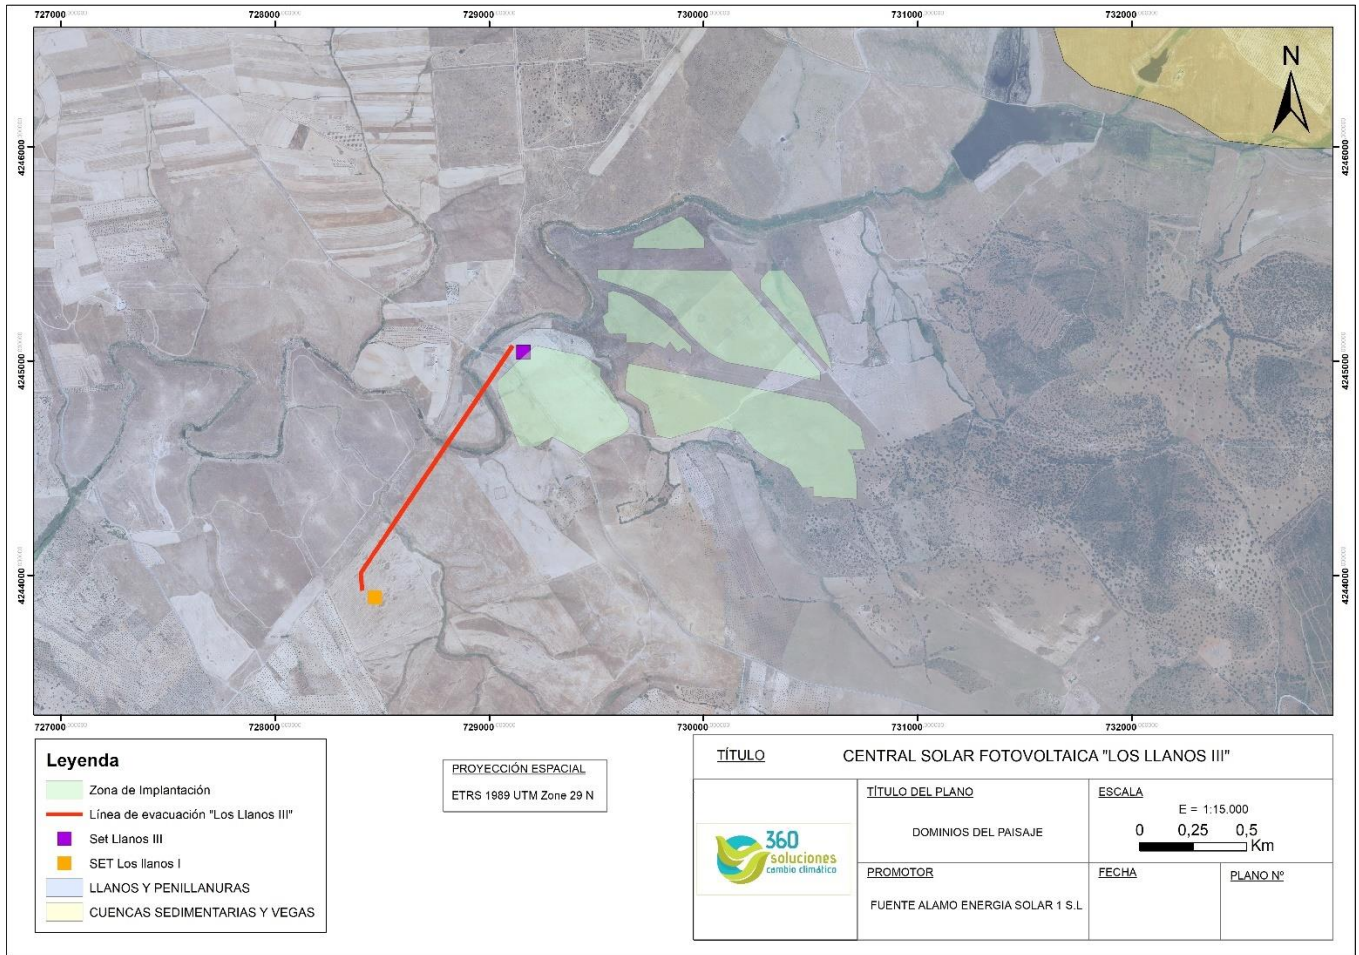 727000 728000 729000 730000 731000 732000
N
4246000 4246000
4245000 4245000
4244000 4244000
727000 728000 729000 730000 731000 732000
Leyenda
Zona de Implantación
Línea de evacuación "Los Llanos III"
Set Llanos III
SET Los llanos I
LLANOS Y PENILLANURAS
CUENCAS SEDIMENTARIAS Y VEGAS
PROYECCIÓN ESPACIAL
ETRS 1989 UTM Zone 29 N
TÍTULO
CENTRAL SOLAR FOTOVOLTAICA "LOS LLANOS III"
360
soluciones
cambio climático
TÍTULO DEL PLANO
DOMINIOS DEL PAISAJE
ESCALA
E = 1:15.000
0 0,25 0,5
Km
PROMOTOR
FUENTE ALAMO ENERGIA SOLAR 1 S.L
FECHA
PLANO Nº